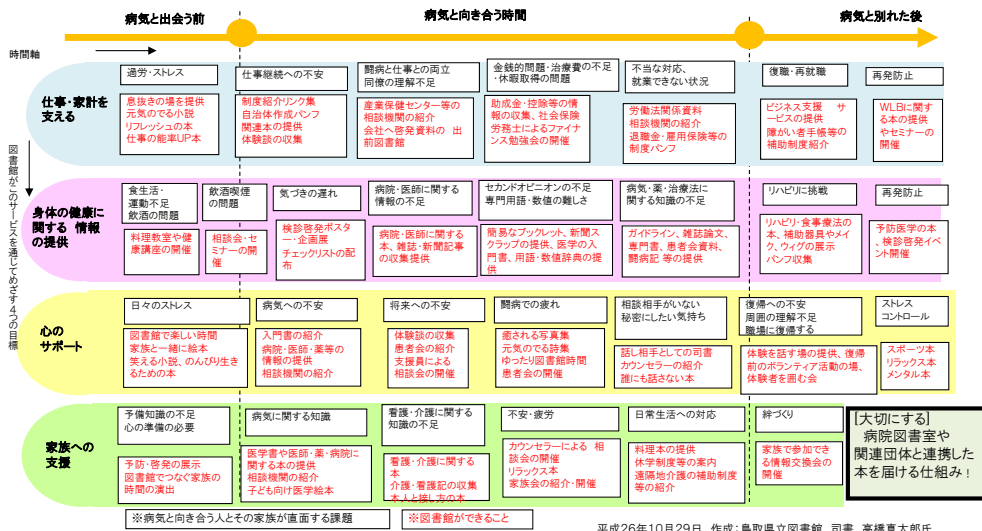 病気と出会う前
病気と向き合う時間
病気と別れた後
時間軸
図書館がこのサービスを通じてめざす4つの目標
仕事・家計を
支える
過労・ストレス
息抜きの場を提供
元気のでる小説
リフレッシュの本
仕事の能率UP本
仕事継続への不安
制度紹介リンク集
自治体作成パンフ
関連本の提供
体験談の収集
闘病と仕事との両立
同僚の理解不足
産業保健センター等の
相談機関の紹介
会社へ啓発資料の 出
前図書館
金銭的問題・治療費の不足
・休暇取得の問題
助成金・控除等の情
報の収集、社会保険
労務士によるファイナ
ンス勉強会の開催
不当な対応、
就業できない状況
労働法関係資料
相談機関の紹介
退職金・雇用保険等の
制度パンフ
復職・再就職
ビジネス支援 サ
ービスの提供
障がい者手帳等の
補助制度紹介
再発防止
WLBに関す
る本の提供
やセミナーの
開催
身体の健康に
関する 情報
の提供
食生活・
運動不足
飲酒の問題
料理教室や健
康講座の開催
飲酒喫煙
の問題
相談会・セ
ミナーの開
催
気づきの遅れ
検診啓発ポスタ
ー・企画展
チェックリストの配
布
病院・医師に関する
情報の不足
病院・医師に関する
本、雑誌・新聞記事
の収集提供
セカンドオピニオンの不足
専門用語・数値の難しさ
簡易なブックレット、新聞ス
クラップの提供、医学の入
門書、用語・数値辞典の提
供
病気・薬・治療法に
関する知識の不足
ガイドライン、雑誌論文、
専門書、患者会資料、
闘病記 等の提供
リハビリに挑戦
リハビリ・食事療法の
本、補助器具やメイ
ク、ウィグの展示
パンフ収集
再発防止
予防医学の本
、検診啓発イベ
ント開催
心の
サポート
日々のストレス
図書館で楽しい時間
家族と一緒に絵本
笑える小説、のんびり生き
るための本
病気への不安
入門書の紹介
病院・医師・薬等の
情報の提供
相談機関の紹介
将来への不安
体験談の収集
患者会の紹介
支援員による
相談会の開催
闘病での疲れ
癒される写真集
元気のでる詩集
ゆったり図書館時間
患者会の開催
相談相手がいない
秘密にしたい気持ち
話し相手としての司書
カウンセラーの紹介
誰にも話さない本
復帰への不安
周囲の理解不足
職場に復帰する
体験を話す場の提供、復帰
前のボランティア活動の場、
体験者を囲む会
ストレス
コントロール
スポーツ本
リラックス本
メンタル本
家族への
支援
予備知識の不足
心の準備の必要
予防・啓発の展示
図書館でつなぐ家族の
時間の演出
病気に関する知識
医学書や医師・薬・病院に
関する本の提供
相談機関の紹介
子ども向け医学絵本
看護・介護に関する
知識の不足
看護・介護に関する
本
介護・看護記の収集
本人と接し方の本
不安・疲労
カウンセラーによる 相
談会の開催
リラックス本
家族会の紹介・開催
日常生活への対応
料理本の提供
休学制度等の案内
遠隔地介護の補助制度
等の紹介
絆づくり
家族で参加でき
る情報交換会の
開催
[大切にする]
病院図書室や
関連団体と連携した
本を届ける仕組み!
※病気と向き合う人とその家族が直面する課題
※図書館ができること
平成26年10月29日 作成:鳥取県立図書館 司書 高橋真太郎氏